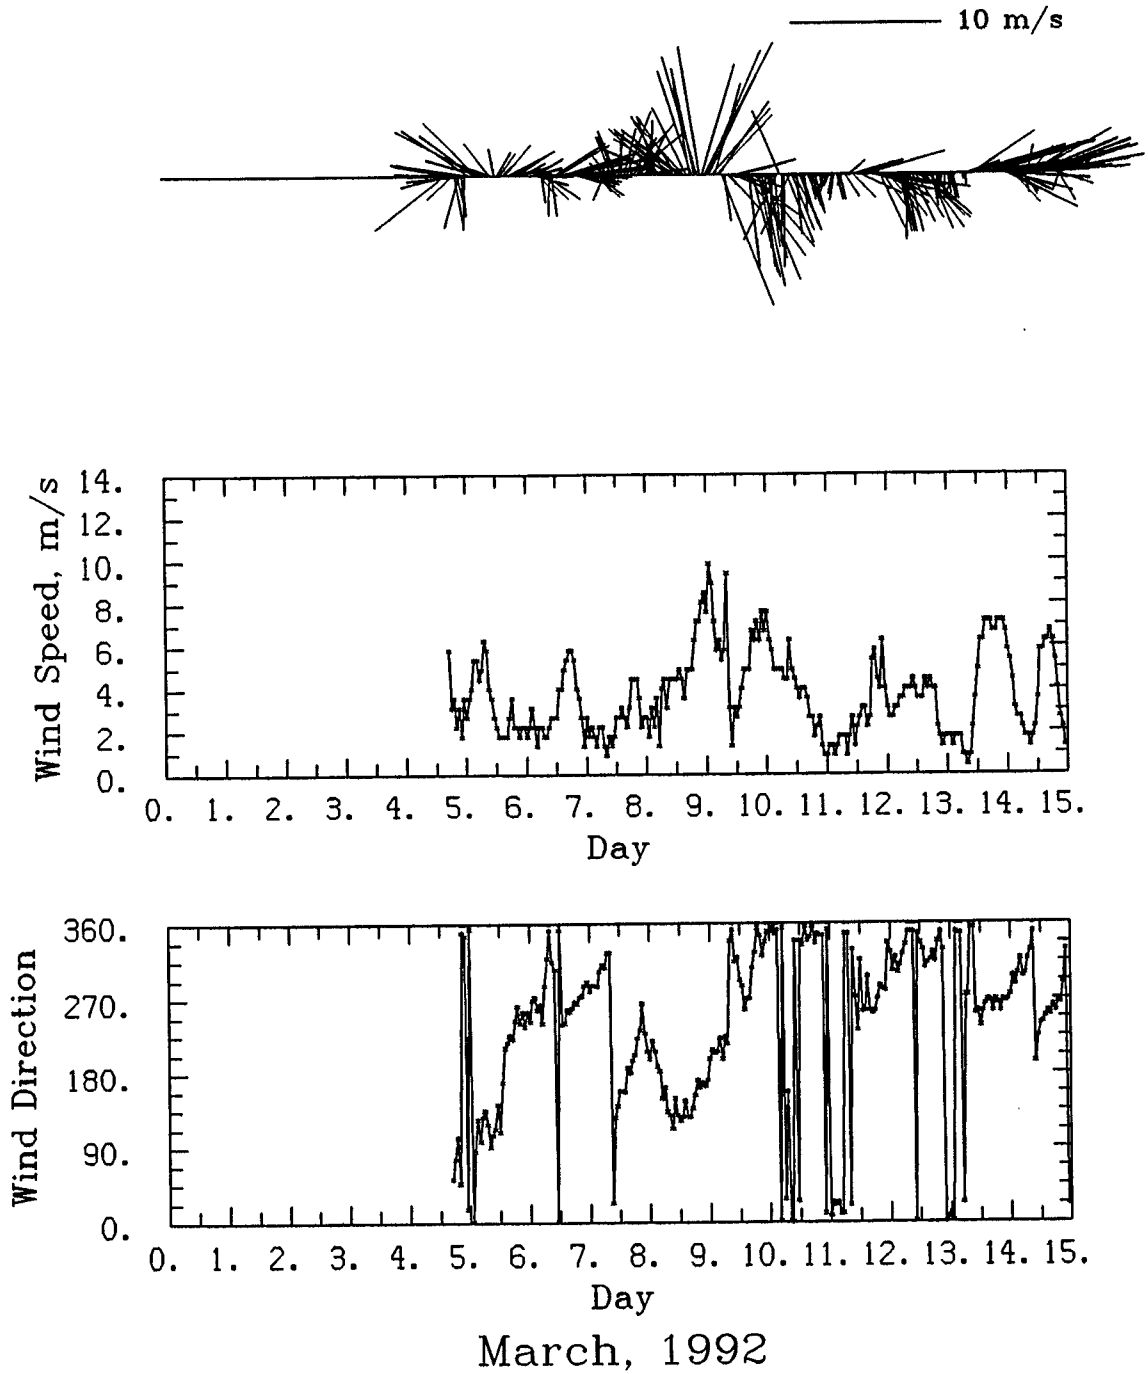 10 m/s
Wind Speed, m/s
14.
12.
10.
8.
6.
4.
2.
0.
0. 1. 2. 3. 4. 5. 6. 7. 8. 9. 10. 11. 12. 13. 14. 15.
Day
Wind Direction
360.
270.
180.
90.
0.
0. 1. 2. 3. 4. 5. 6. 7. 8. 9. 10. 11. 12. 13. 14. 15.
Day
March, 1992